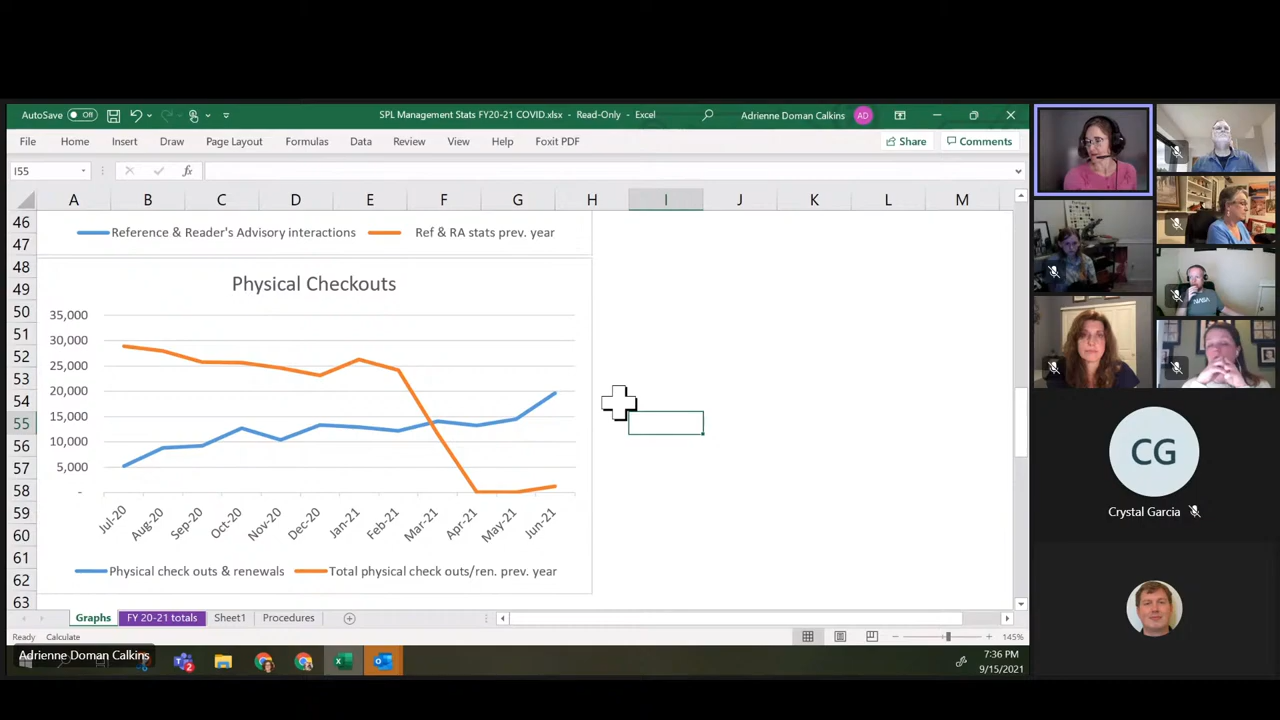 AutoSave Off
SPL Management Stats FY20-21 COVID.xlsx - Read-Only - Excel
Adrienne Doman Calkins AD
File Home Insert Draw Page Layout Formulas Data Review View Help Foxit PDF
Share Comments
I55 fx
A B C D E F G H I J K L M
46
Reference & Reader's Advisory interactions Ref & RA stats prev. year
47
48
Physical Checkouts
49
50
35,000
51
30,000
52
25,000
53
20,000
54
15,000
55
10,000
56
5,000
57
58
-
59
Jul-20 Aug-20 Sep-20 Oct-20 Nov-20 Dec-20 Jan-21 Feb-21 Mar-21 Apr-21 May-21 Jun-21
60
61
Physical check outs & renewals Total physical check outs/ren. prev. year
62
63
Graphs FY 20-21 totals Sheet1 Procedures
Ready Calculate
145%
Adrienne Doman Calkins
2
7:36 PM
9/15/2021
NASA
CG
Crystal Garcia